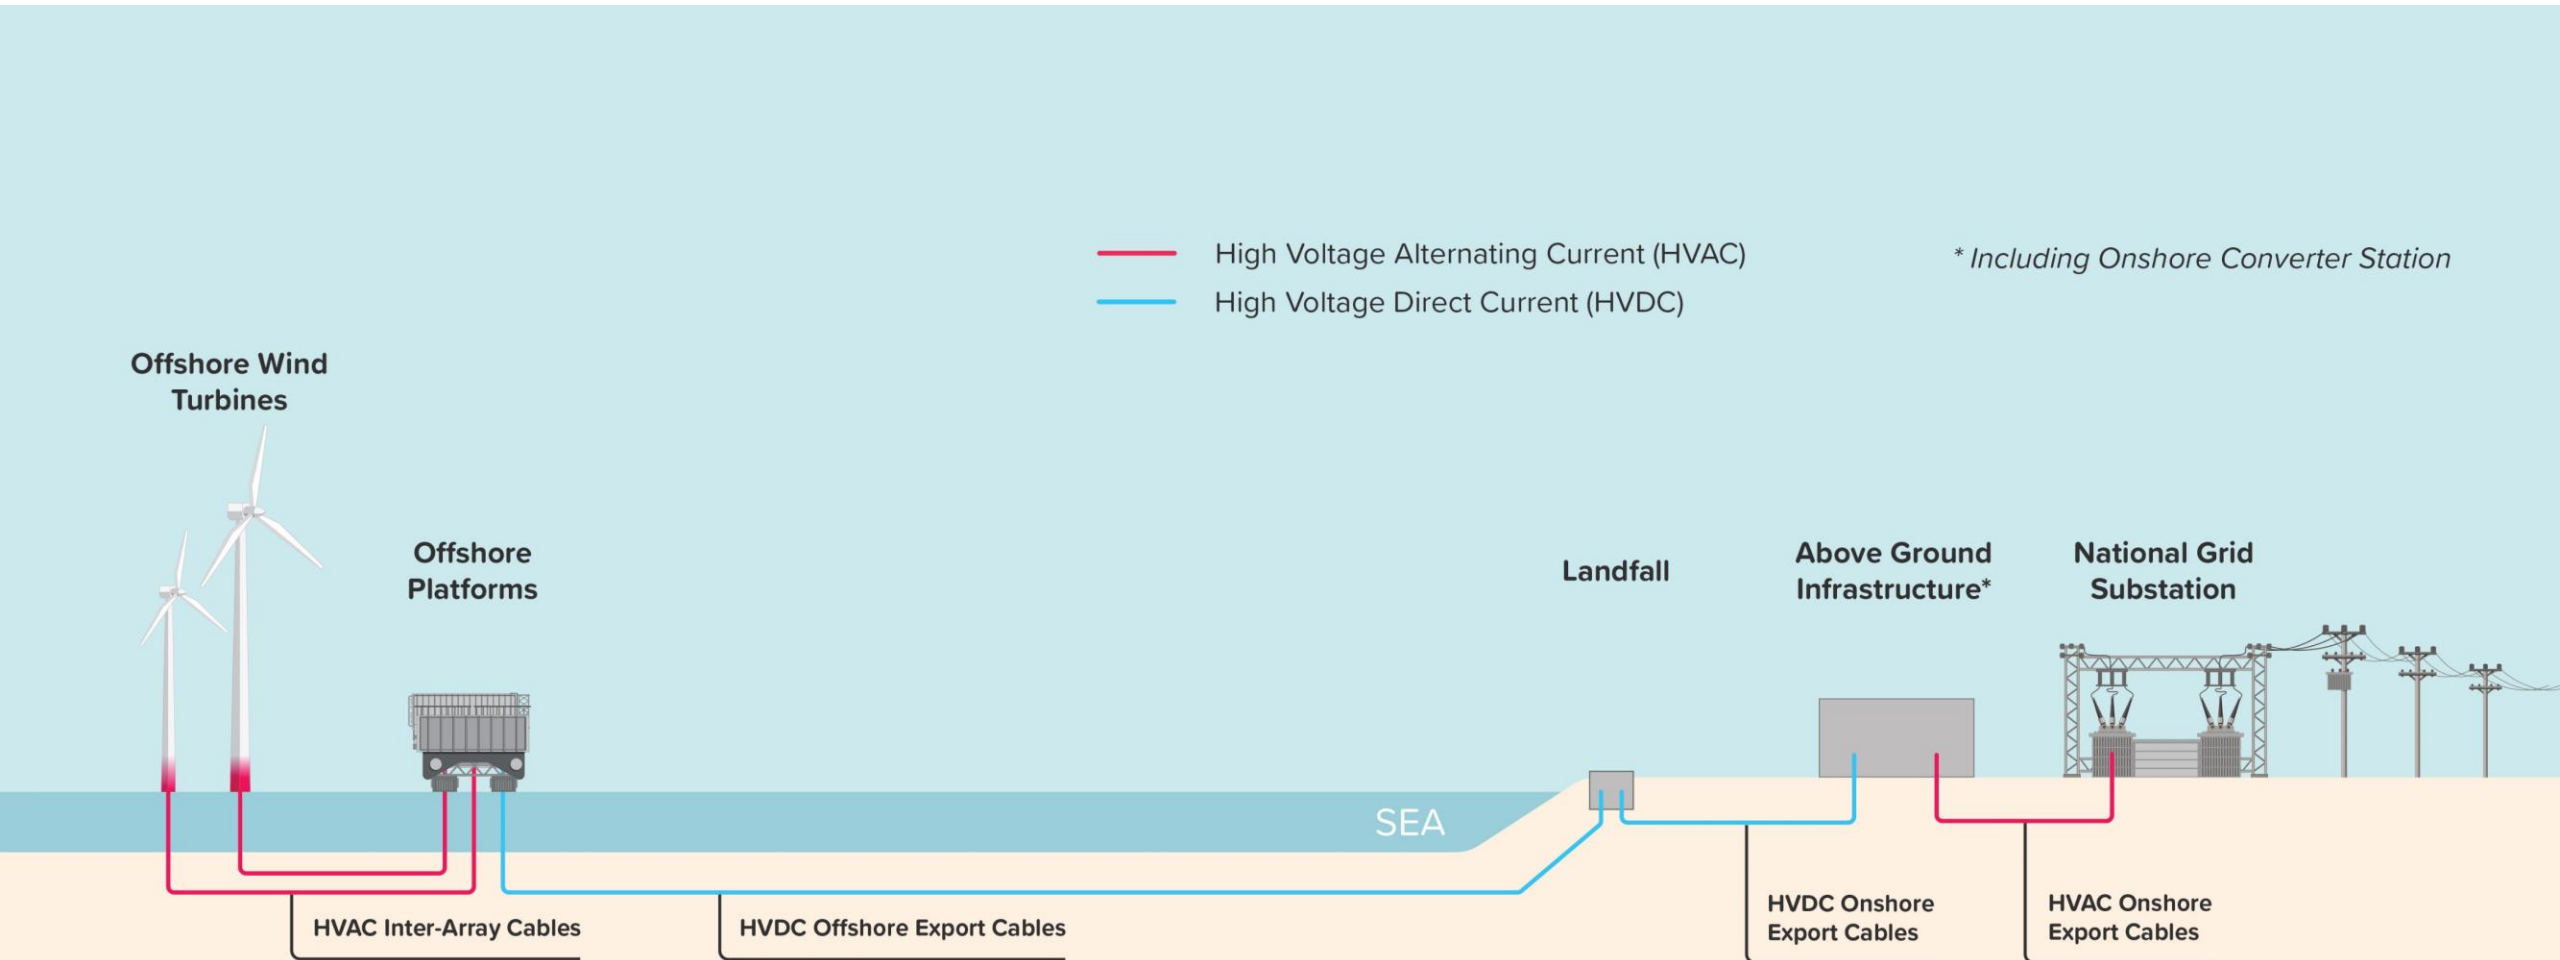 High Voltage Alternating Current (HVAC)
* Including Onshore Converter Station
High Voltage Direct Current (HVDC)
Offshore Wind
Turbines
Offshore
Platforms
Landfall
Above Ground
Infrastructure*
National Grid
Substation
SEA
HVAC Inter-Array Cables
HVDC Offshore Export Cables
HVDC Onshore
Export Cables
HVAC Onshore
Export Cables